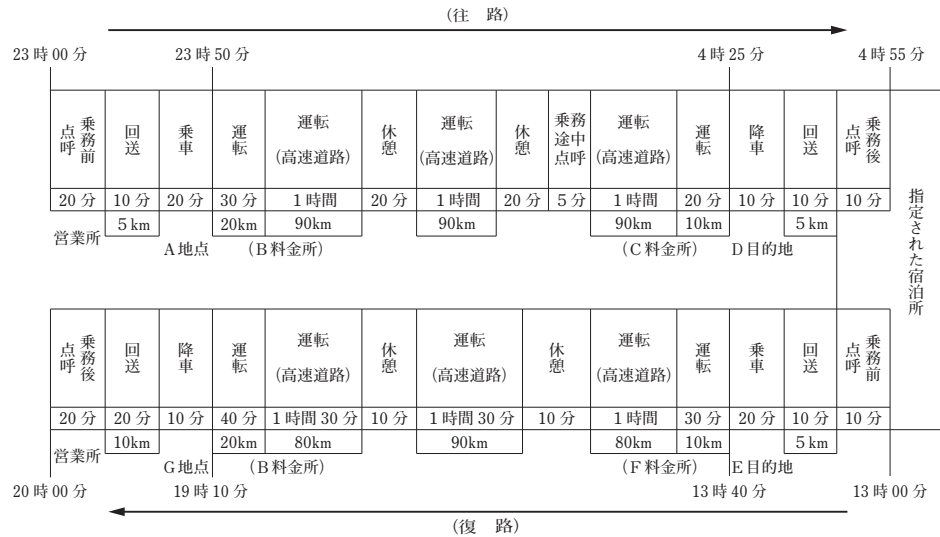 (往 路)
23時00分 23時50分 4時25分 4時55分
乗務前点呼 回送 乗車 運転 運転(高速道路) 休憩 運転(高速道路) 休憩 乗務途中点呼 運転(高速道路) 運転 降車 回送 乗務後点呼
20分 10分 20分 30分 1時間 20分 1時間 20分 5分 1時間 20分 10分 10分 10分
5km 20km 90km 90km 90km 10km 5km
営業所 A地点 (B料金所) (C料金所) D目的地
指定された宿泊所
乗務後点呼 回送 降車 運転 運転(高速道路) 休憩 運転(高速道路) 休憩 運転(高速道路) 運転 乗車 回送 乗務前点呼
20分 20分 10分 40分 1時間30分 10分 1時間30分 10分 1時間 30分 20分 10分 10分
10km 20km 80km 90km 80km 10km 5km
営業所 G地点 (B料金所) (F料金所) E目的地
20時00分 19時10分 13時40分 13時00分
(復 路)